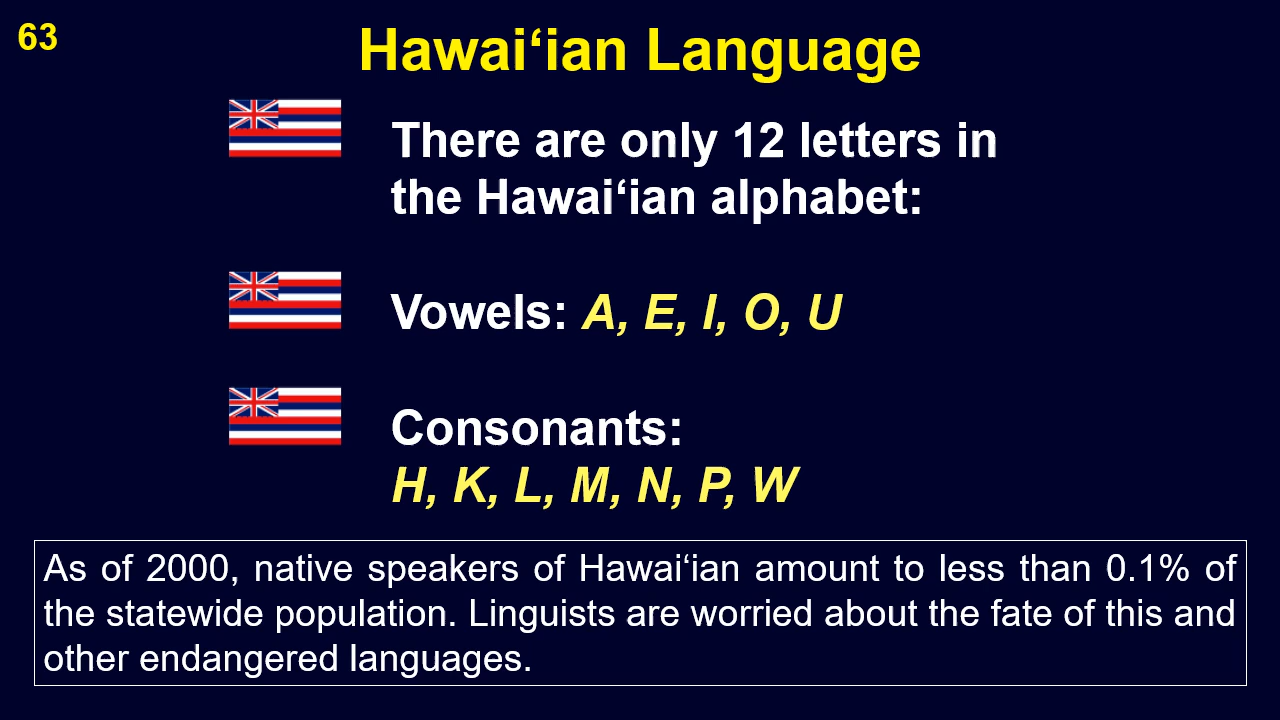 63
Hawai‘ian Language
There are only 12 letters in
the Hawai‘ian alphabet:
Vowels: A, E, I, O, U
Consonants:
H, K, L, M, N, P, W
As of 2000, native speakers of Hawai‘ian amount to less than 0.1% of
the statewide population. Linguists are worried about the fate of this and
other endangered languages.